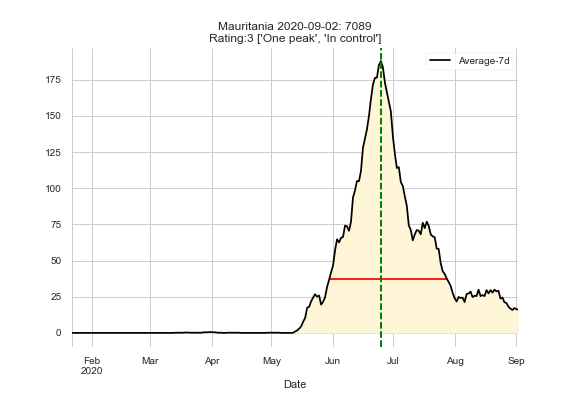 Mauritania 2020-09-02: 7089
Rating:3 ['One peak', 'In control']
Average-7d
175
150
125
100
75
50
25
0
Feb Mar Apr May Jun Jul Aug Sep
2020
Date